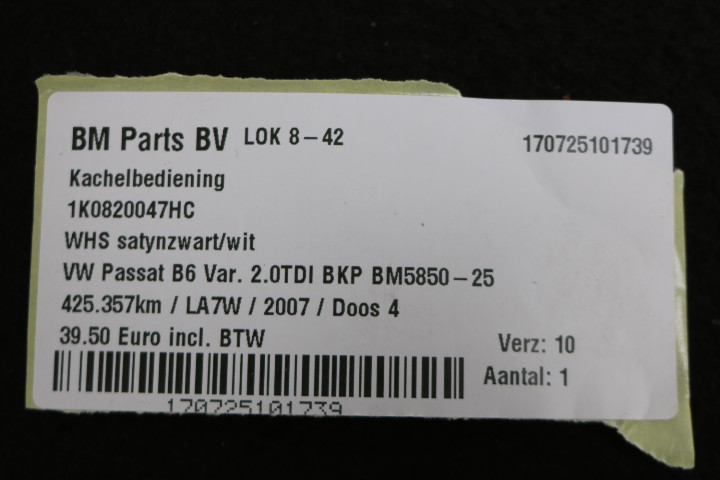 BM Parts BV LOK 8-42
170725101739
Kachelbediening
1K0820047HC
WHS satynzwart/wit
VW Passat B6 Var. 2.0TDI BKP BM5850-25
425.357km / LA7W / 2007 / Doos 4
39.50 Euro incl. BTW
Verz: 10
Aantal: 1
170725101739